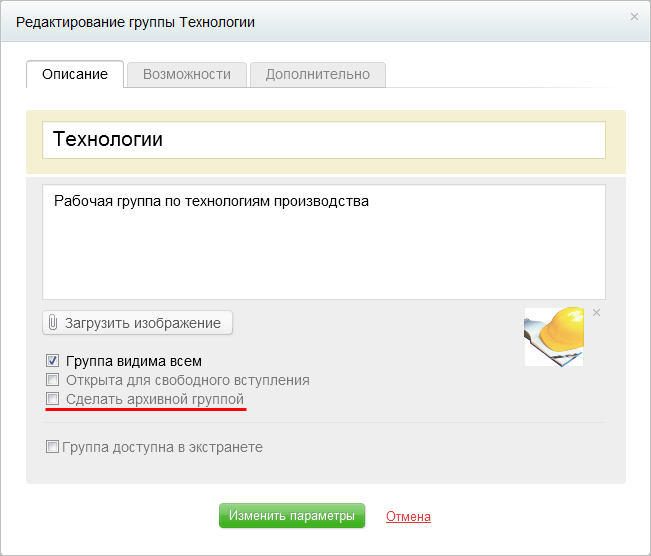 Редактирование группы Технологии
Описание Возможности Дополнительно
Технологии
Рабочая группа по технологиям производства
Загрузить изображение
Группа видима всем
Открыта для свободного вступления
Сделать архивной группой
Группа доступна в экстранете
Изменить параметры Отмена